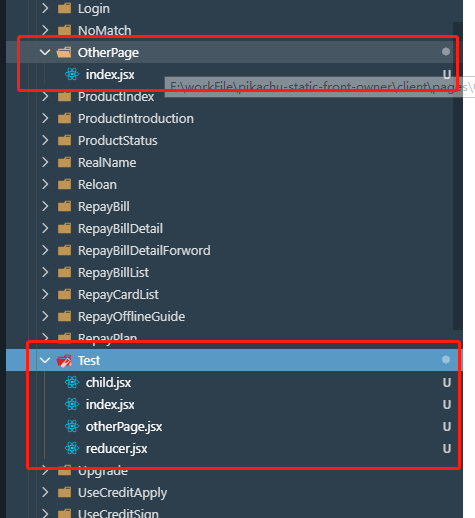 Login
NoMatch
OtherPage
index.jsx U
F:\workFile\pikachu-static-front-owner\client\pages\
ProductIndex
ProductIntroduction
ProductStatus
RealName
Reloan
RepayBill
RepayBillDetail
RepayBillDetailForword
RepayBillList
RepayCardList
RepayOfflineGuide
RepayPlan
Test
child.jsx U
index.jsx U
otherPage.jsx U
reducer.jsx U
Upgrade
UseCreditApply
UseCreditSign